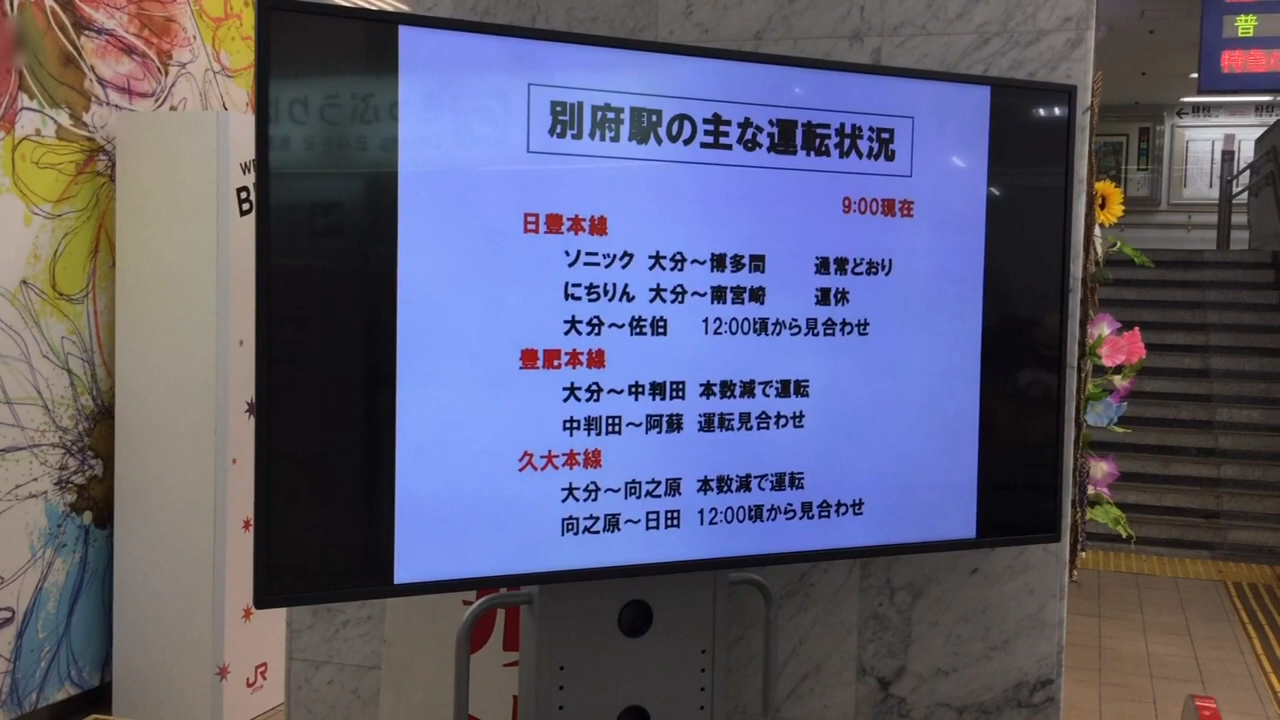 別府駅の主な運転状況
9:00現在
日豊本線
ソニック 大分～博多間 通常どおり
にちりん 大分～南宮崎 運休
大分～佐伯 12:00頃から見合わせ
豊肥本線
大分～中判田 本数減で運転
中判田～阿蘇 運転見合わせ
久大本線
大分～向之原 本数減で運転
向之原～日田 12:00頃から見合わせ
普
特急
JR